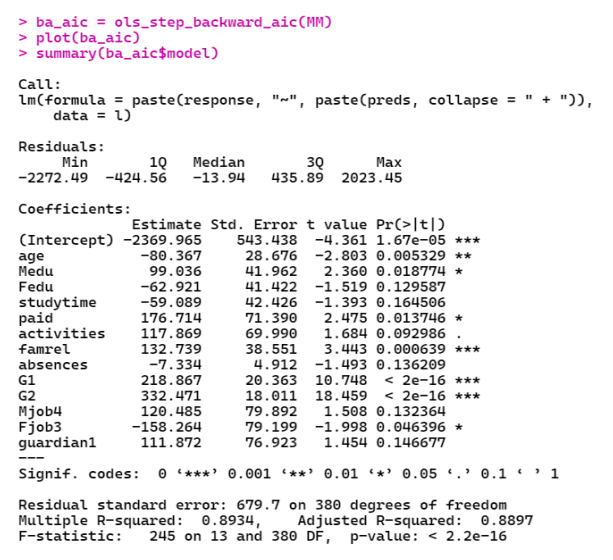 > ba_aic = ols_step_backward_aic(MM)
> plot(ba_aic)
> summary(ba_aic$model)
Call:
lm(formula = paste(response, "~", paste(preds, collapse = " + ")),
    data = l)
Residuals:
     Min       1Q   Median       3Q      Max
-2272.49  -424.56   -13.94   435.89  2023.45
Coefficients:
             Estimate Std. Error t value Pr(>|t|)
(Intercept) -2369.965    543.438  -4.361 1.67e-05 ***
age           -80.367     28.676  -2.803 0.005329 **
Medu           99.036     41.962   2.360 0.018774 *
Fedu          -62.921     41.422  -1.519 0.129587
studytime     -59.089     42.426  -1.393 0.164506
paid          176.714     71.390   2.475 0.013746 *
activities    117.869     69.990   1.684 0.092986 .
famrel        132.739     38.551   3.443 0.000639 ***
absences       -7.334      4.912  -1.493 0.136209
G1            218.867     20.363  10.748  < 2e-16 ***
G2            332.471     18.011  18.459  < 2e-16 ***
Mjob4         120.485     79.892   1.508 0.132364
Fjob3        -158.264     79.199  -1.998 0.046396 *
guardian1     111.872     76.923   1.454 0.146677
---
Signif. codes:  0 ‘***’ 0.001 ‘**’ 0.01 ‘*’ 0.05 ‘.’ 0.1 ‘ ’ 1
Residual standard error: 679.7 on 380 degrees of freedom
Multiple R-squared:  0.8934,    Adjusted R-squared:  0.8897
F-statistic:   245 on 13 and 380 DF,  p-value: < 2.2e-16